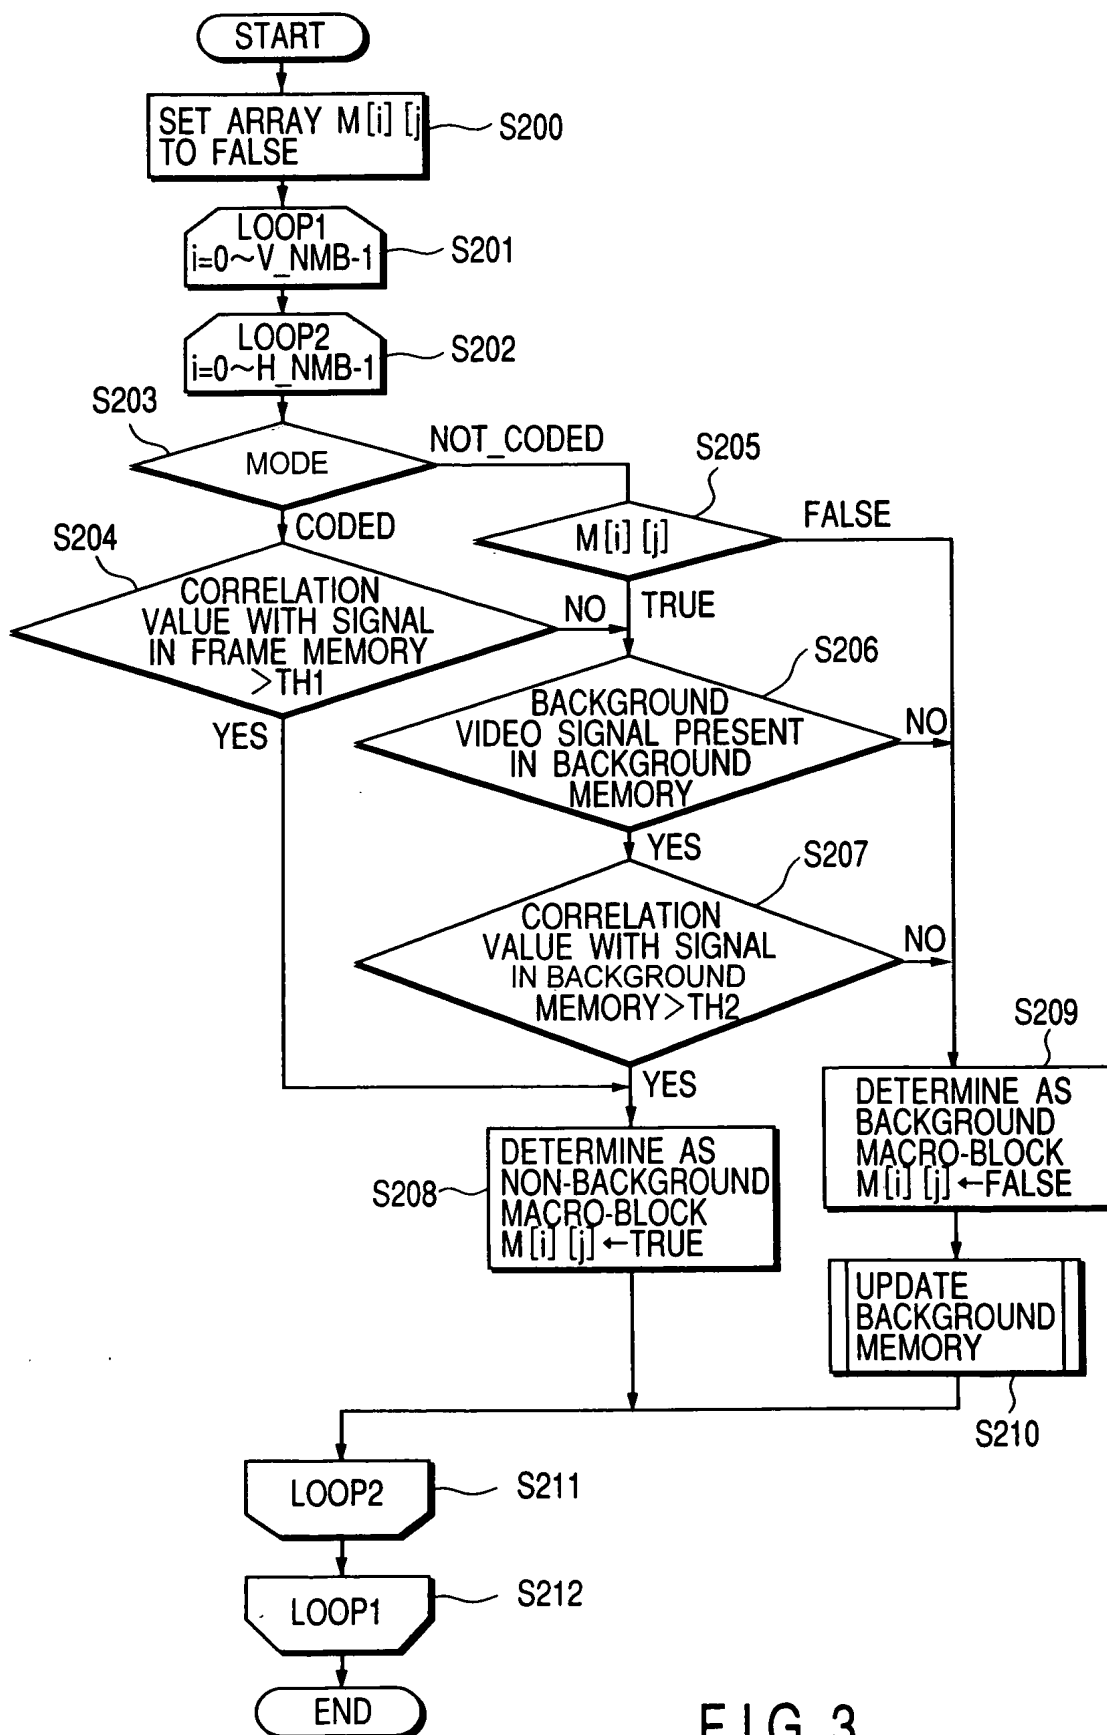 START
SET ARRAY M[i] [j
TO FALSE
S200
LOOP1
i=0~V_NMB-1
S201
LOOP2
i=0~H_NMB-1
S202
S203
MODE
NOT_CODED
CODED
S205
M[i] [j]
FALSE
TRUE
S204
CORRELATION
VALUE WITH SIGNAL
IN FRAME MEMORY
>TH1
NO
YES
S206
BACKGROUND
VIDEO SIGNAL PRESENT
IN BACKGROUND
MEMORY
NO
YES
S207
CORRELATION
VALUE WITH SIGNAL
IN BACKGROUND
MEMORY>TH2
NO
YES
S208
DETERMINE AS
NON-BACKGROUND
MACRO-BLOCK
M[i] [j]←TRUE
S209
DETERMINE AS
BACKGROUND
MACRO-BLOCK
M[i] [j]←FALSE
UPDATE
BACKGROUND
MEMORY
S210
LOOP2
S211
LOOP1
S212
END
FIG. 3